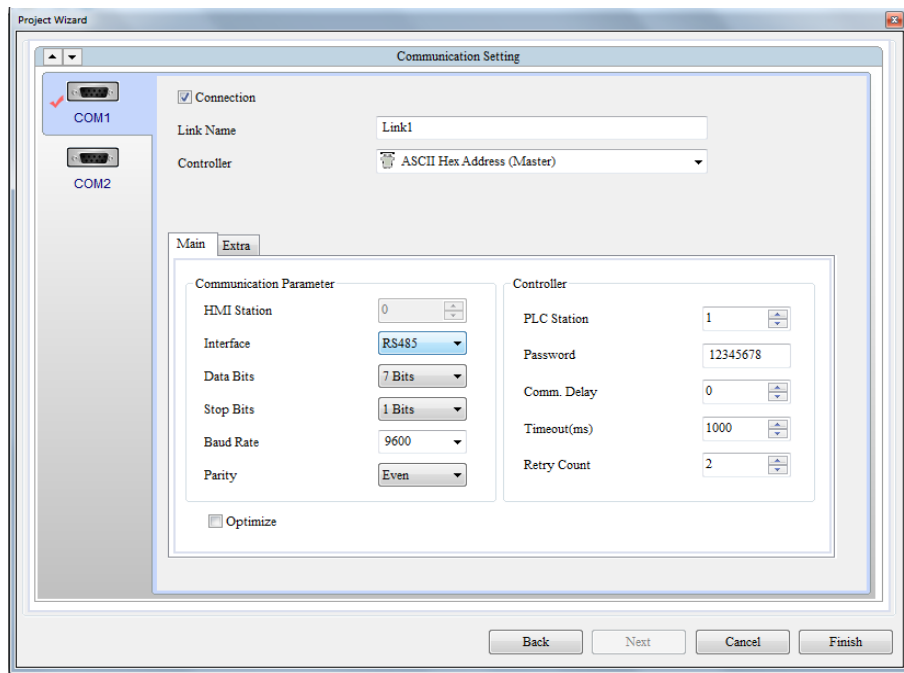 Project Wizard
Communication Setting
COM1
COM2
Connection
Link Name Link1
Controller ASCII Hex Address (Master)
Main Extra
Communication Parameter
HMI Station 0
Interface RS485
Data Bits 7 Bits
Stop Bits 1 Bits
Baud Rate 9600
Parity Even
Optimize
Controller
PLC Station 1
Password 12345678
Comm. Delay 0
Timeout(ms) 1000
Retry Count 2
Back Next Cancel Finish